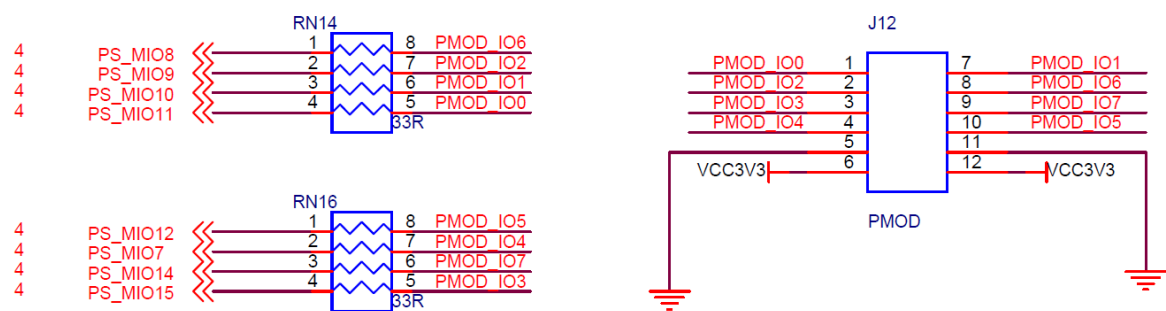 RN14
4 PS_MIO8 1 8 PMOD_IO6
4 PS_MIO9 2 7 PMOD_IO2
4 PS_MIO10 3 6 PMOD_IO1
4 PS_MIO11 4 5 PMOD_IO0
33R
RN16
4 PS_MIO12 1 8 PMOD_IO5
4 PS_MIO7 2 7 PMOD_IO4
4 PS_MIO14 3 6 PMOD_IO7
4 PS_MIO15 4 5 PMOD_IO3
33R
J12
PMOD_IO0 1 7 PMOD_IO1
PMOD_IO2 2 8 PMOD_IO6
PMOD_IO3 3 9 PMOD_IO7
PMOD_IO4 4 10 PMOD_IO5
5 11
VCC3V3 6 12 VCC3V3
PMOD